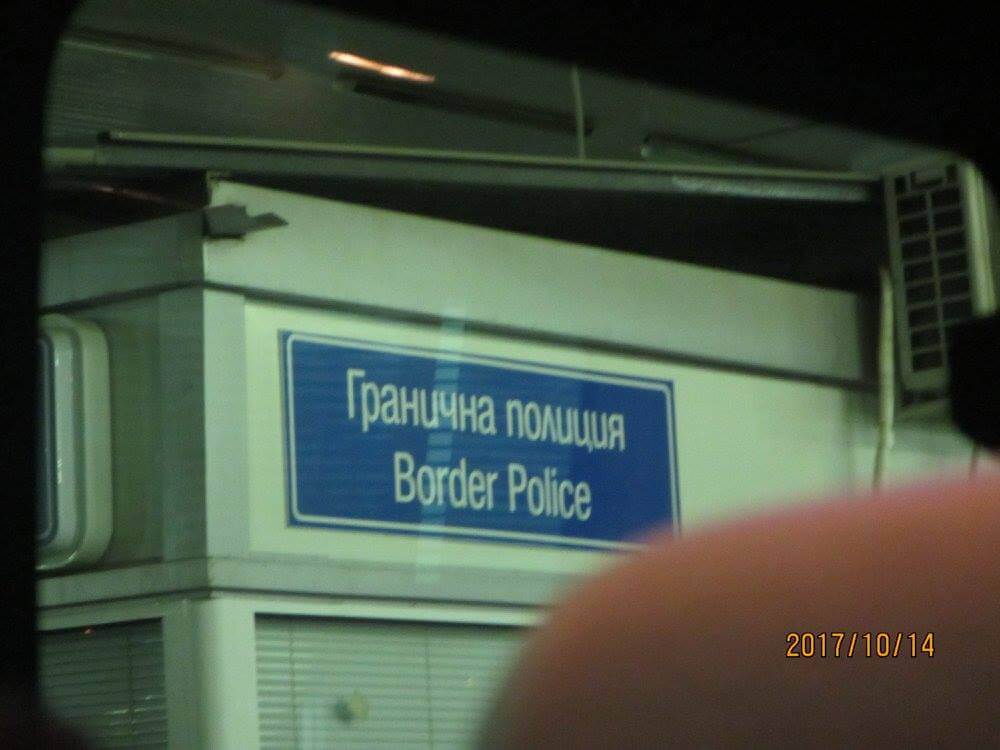 Гранична полиция
Border Police
2017/10/14